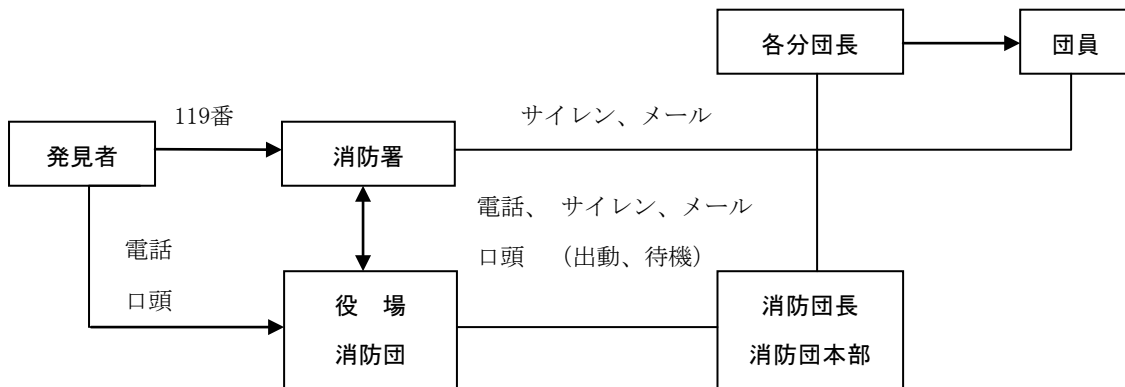 各分団長
団員
119番
サイレン、メール
発見者
消防署
電話、 サイレン、メール
口頭 （出動、待機）
電話
口頭
役　場
消防団
消防団長
消防団本部